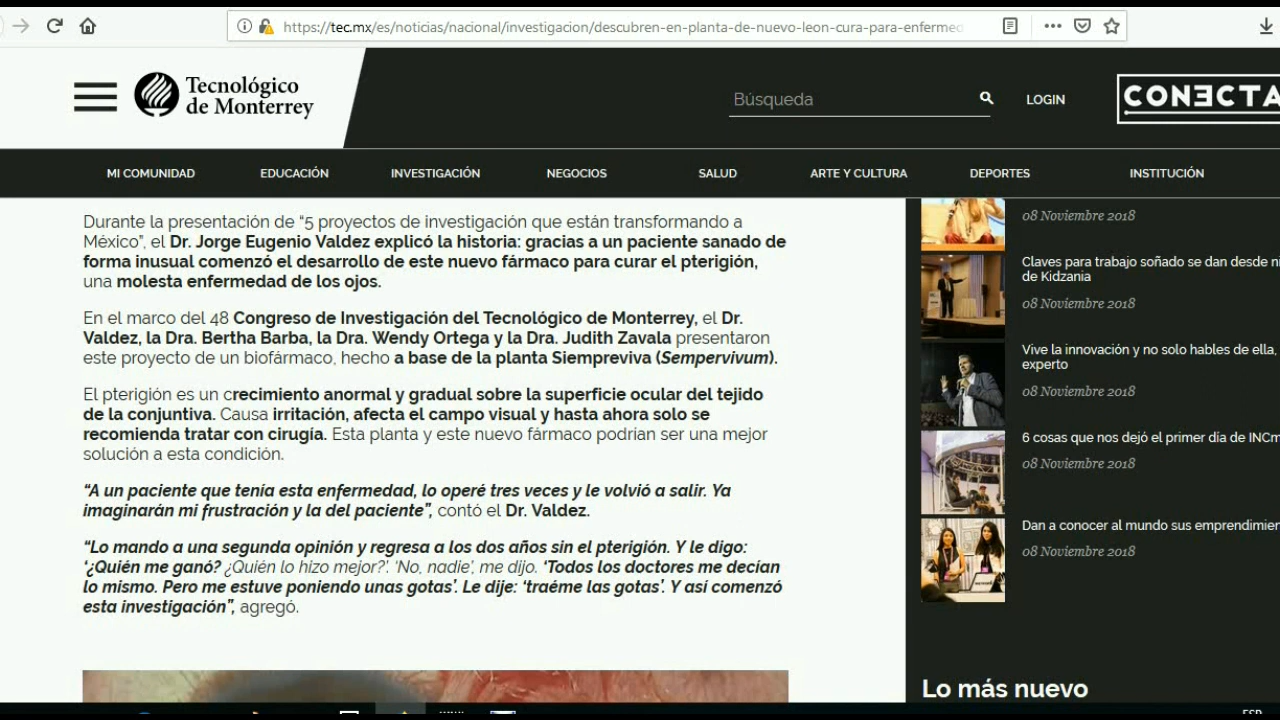 https://tec.mx/es/noticias/nacional/investigacion/descubren-en-planta-de-nuevo-leon-cura-para-enfermed
Tecnológico
de Monterrey
Búsqueda
LOGIN
CONECTA
MI COMUNIDAD EDUCACIÓN INVESTIGACIÓN NEGOCIOS SALUD ARTE Y CULTURA DEPORTES INSTITUCIÓN
Durante la presentación de “5 proyectos de investigación que están transformando a
México”, el Dr. Jorge Eugenio Valdez explicó la historia: gracias a un paciente sanado de
forma inusual comenzó el desarrollo de este nuevo fármaco para curar el pterigión,
una molesta enfermedad de los ojos.
En el marco del 48 Congreso de Investigación del Tecnológico de Monterrey, el Dr.
Valdez, la Dra. Bertha Barba, la Dra. Wendy Ortega y la Dra. Judith Zavala presentaron
este proyecto de un biofármaco, hecho a base de la planta Siempreviva (Sempervivum).
El pterigión es un crecimiento anormal y gradual sobre la superficie ocular del tejido
de la conjuntiva. Causa irritación, afecta el campo visual y hasta ahora solo se
recomienda tratar con cirugía. Esta planta y este nuevo fármaco podrían ser una mejor
solución a esta condición.
“A un paciente que tenía esta enfermedad, lo operé tres veces y le volvió a salir. Ya
imaginarán mi frustración y la del paciente”, contó el Dr. Valdez.
“Lo mando a una segunda opinión y regresa a los dos años sin el pterigión. Y le digo:
‘¿Quién me ganó? ¿Quién lo hizo mejor?’. ‘No, nadie’, me dijo. ‘Todos los doctores me decían
lo mismo. Pero me estuve poniendo unas gotas’. Le dije: ‘traéme las gotas’. Y así comenzó
esta investigación”, agregó.
08 Noviembre 2018
Claves para trabajo soñado se dan desde ni
de Kidzania
08 Noviembre 2018
Vive la innovación y no solo hables de ella,
experto
08 Noviembre 2018
6 cosas que nos dejó el primer día de INCm
08 Noviembre 2018
Dan a conocer al mundo sus emprendimien
08 Noviembre 2018
Lo más nuevo